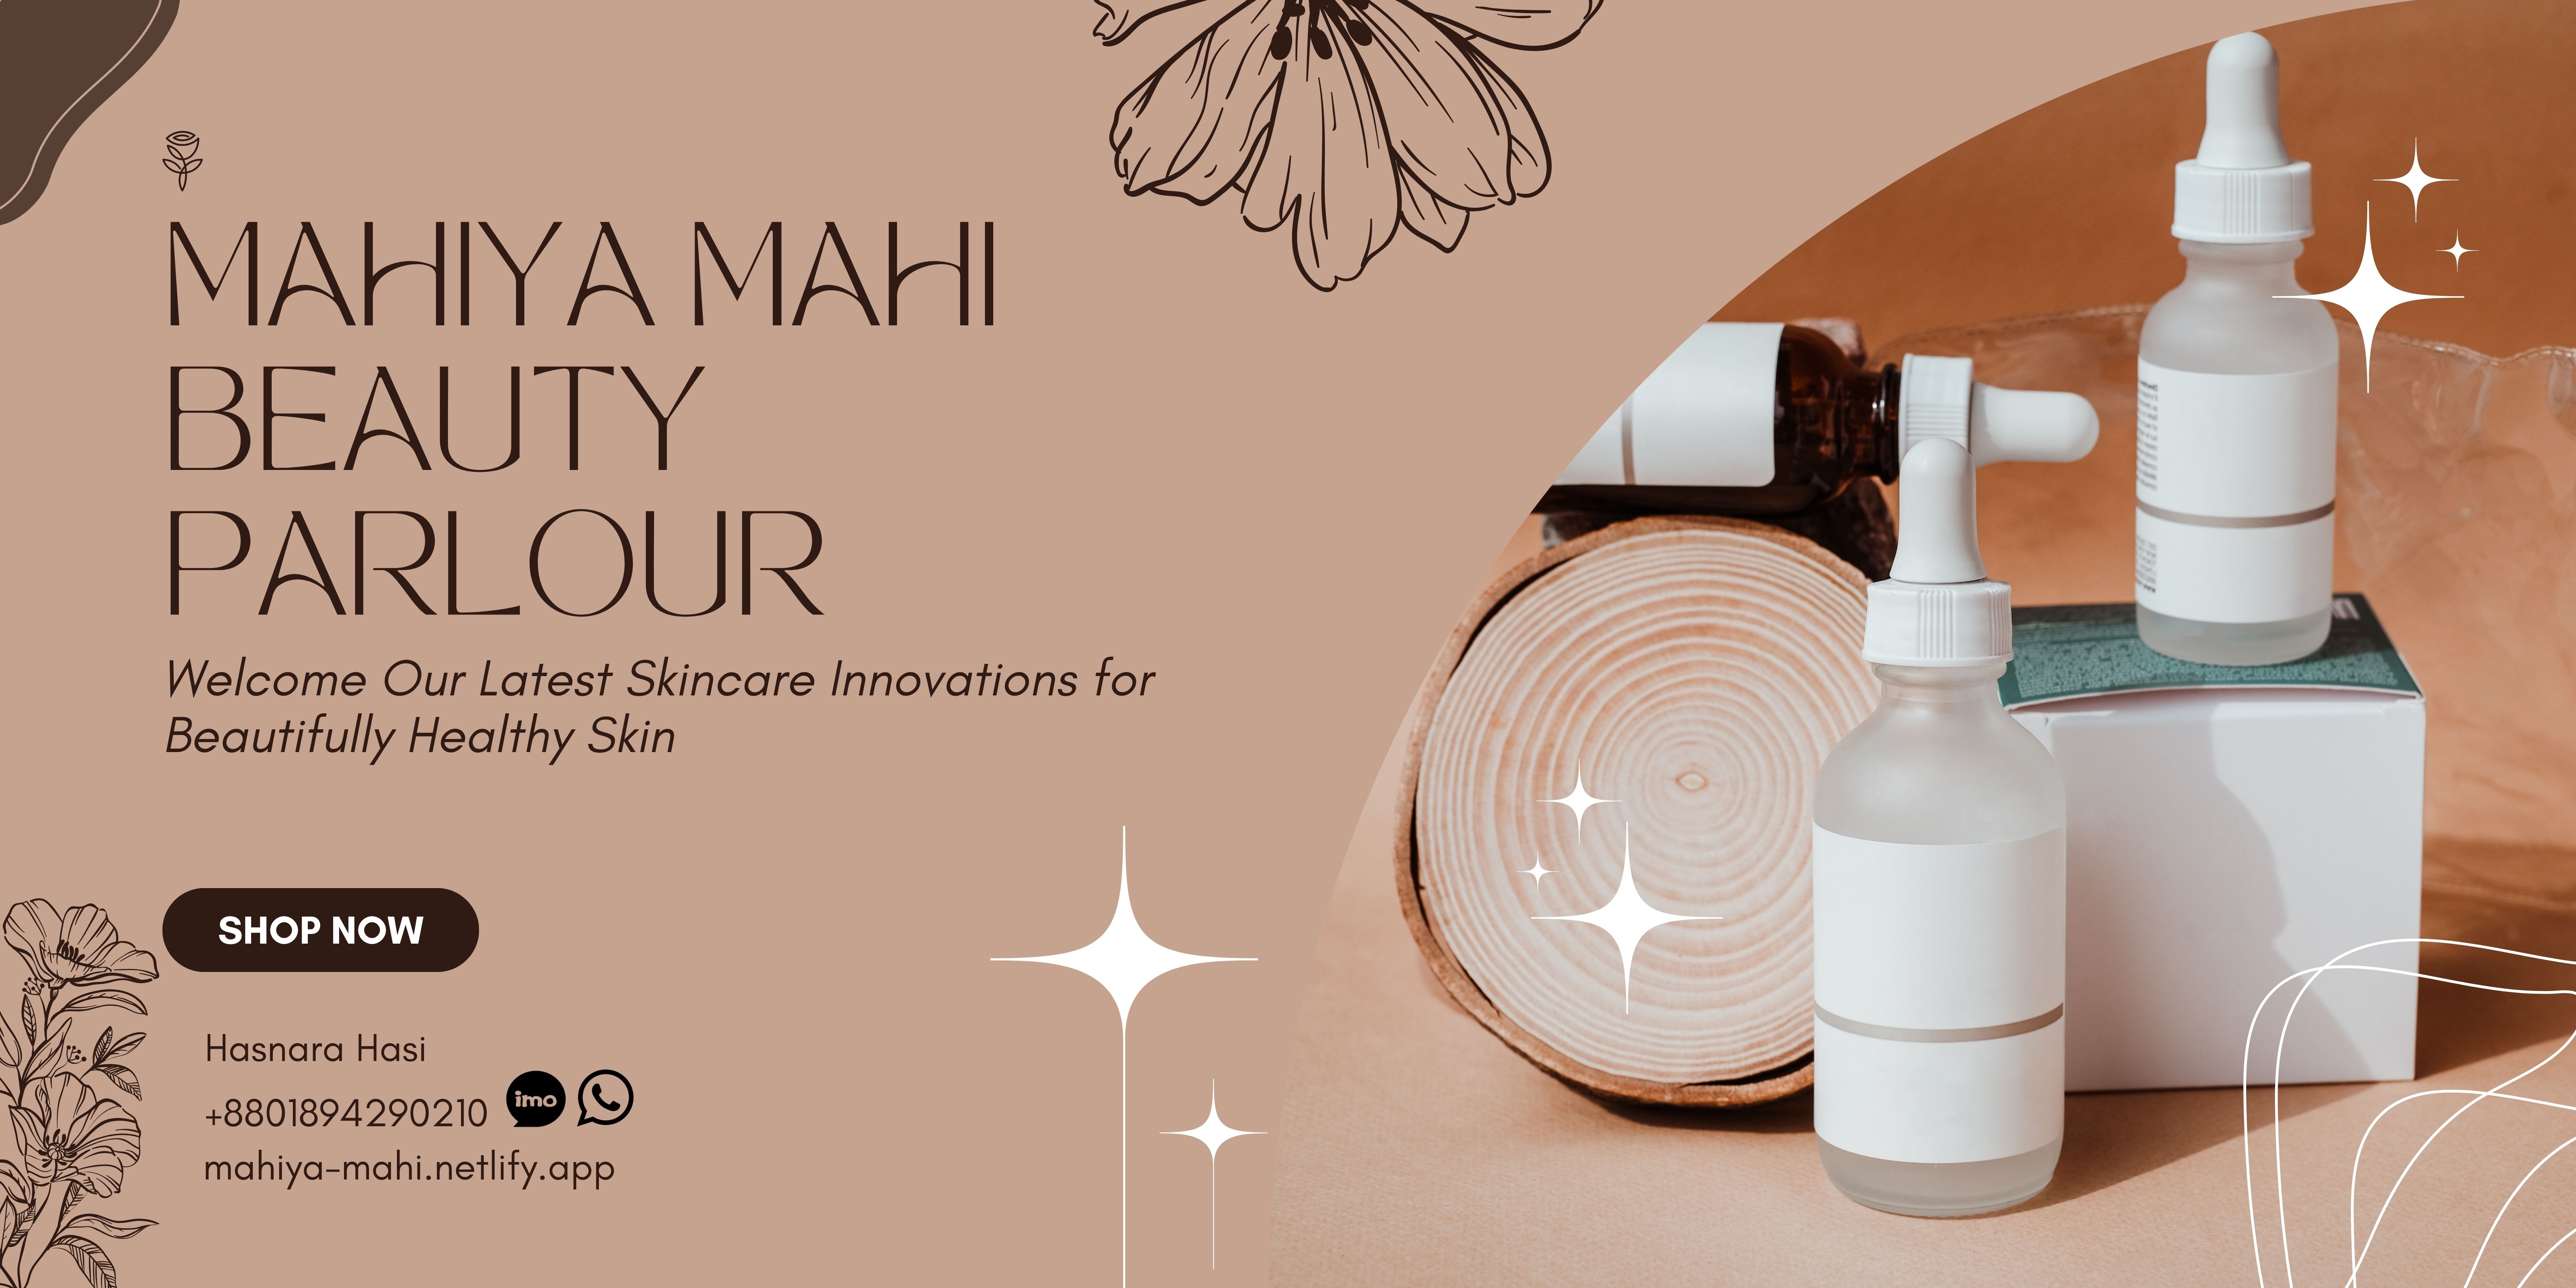 MAHIYA MAHI
BEAUTY
PARLOUR
Welcome Our Latest Skincare Innovations for
Beautifully Healthy Skin
SHOP NOW
Hasnara Hasi
+8801894290210
imo
mahiya-mahi.netlify.app